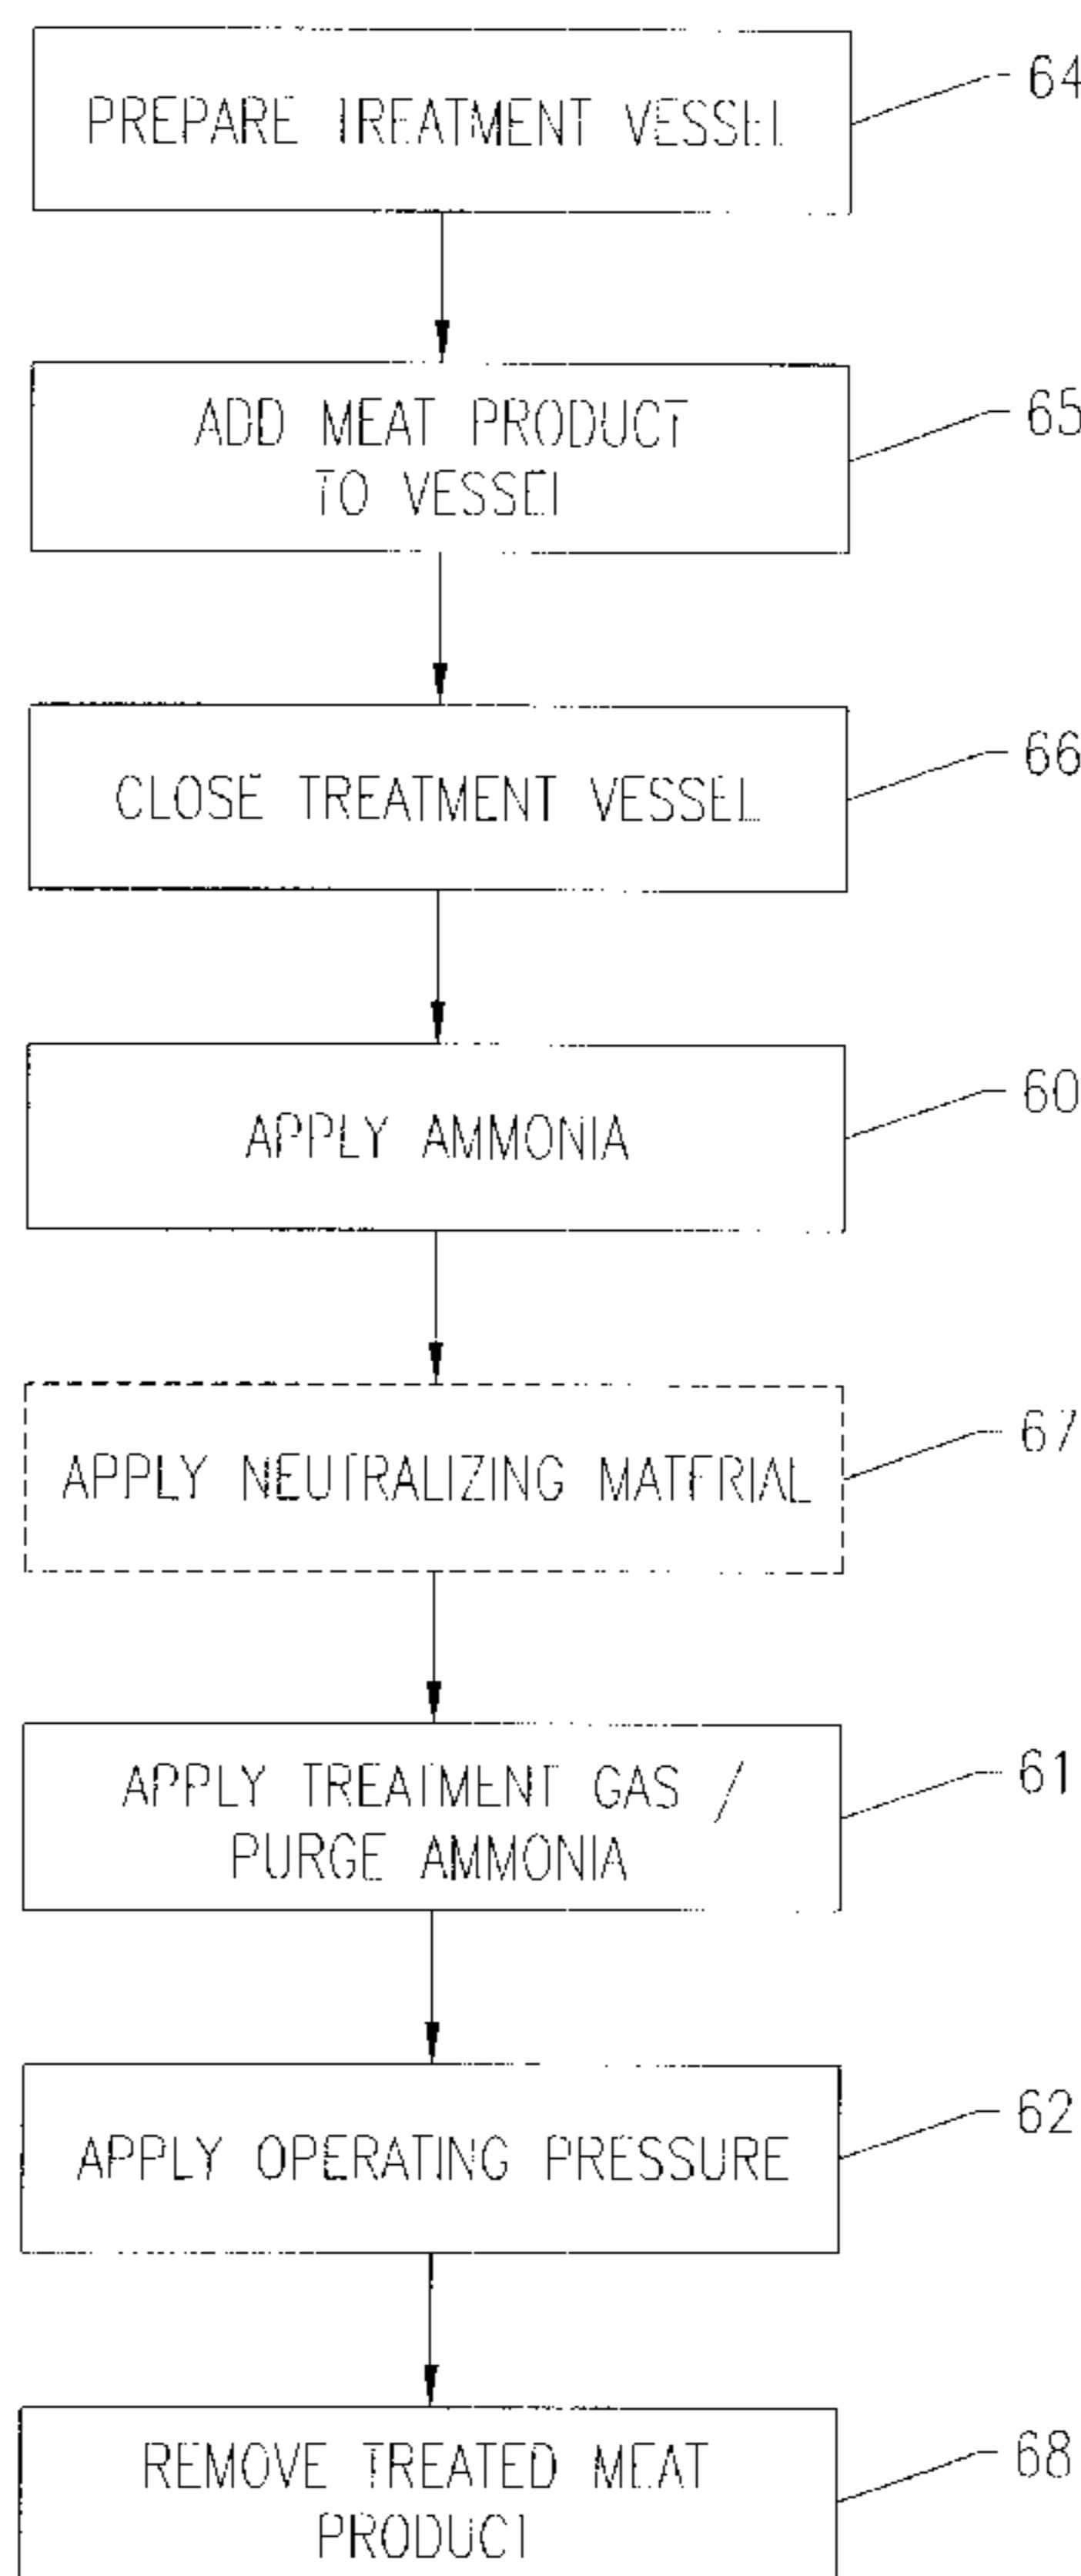 PREPARE TREATMENT VESSEL
64
ADD MEAT PRODUCT
TO VESSEL
65
CLOSE TREATMENT VESSEL
66
APPLY AMMONIA
60
APPLY NEUTRALIZING MATERIAL
67
APPLY TREATMENT GAS /
PURGE AMMONIA
61
APPLY OPERATING PRESSURE
62
REMOVE TREATED MEAT
PRODUCT
68